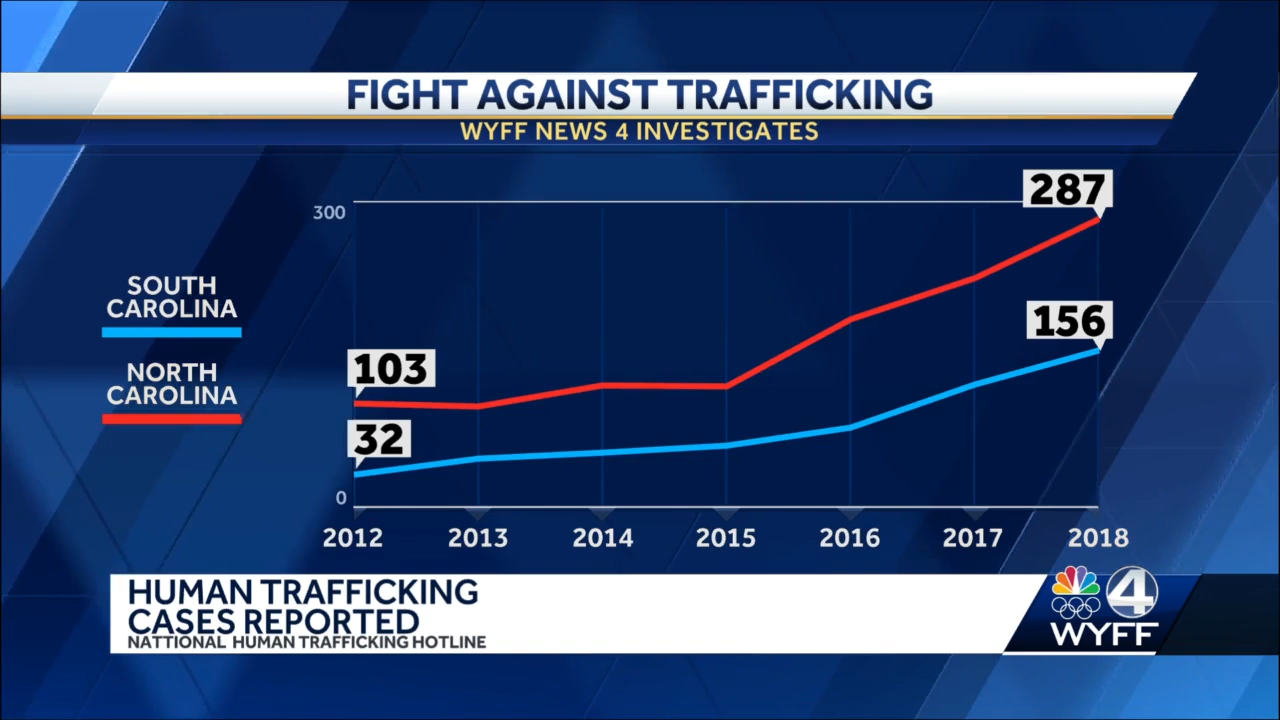 FIGHT AGAINST TRAFFICKING
WYFF NEWS 4 INVESTIGATES
300
287
SOUTH
CAROLINA
156
NORTH
CAROLINA
103
32
0
2012 2013 2014 2015 2016 2017 2018
HUMAN TRAFFICKING
CASES REPORTED
NATTIONAL HUMAN TRAFFICKING HOTLINE
4
WYFF